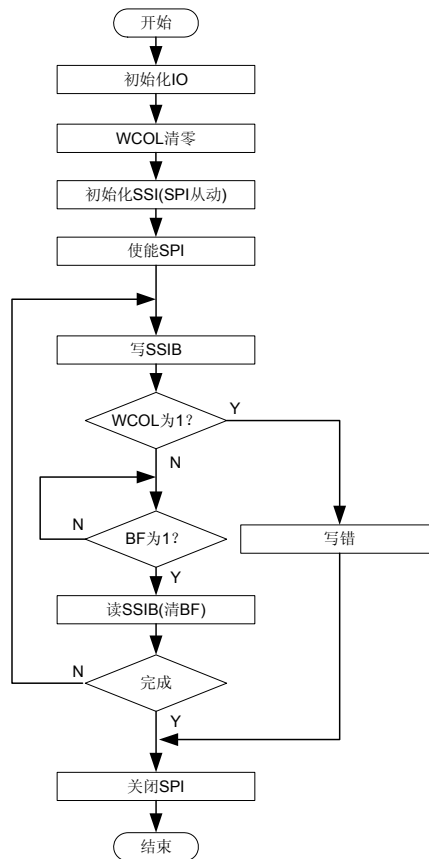 开始
初始化IO
WCOL清零
初始化SSI(SPI从动)
使能SPI
写SSIB
WCOL为1?
Y
N
BF为1?
N
写错
Y
读SSIB(清BF)
N
完成
Y
关闭SPI
结束